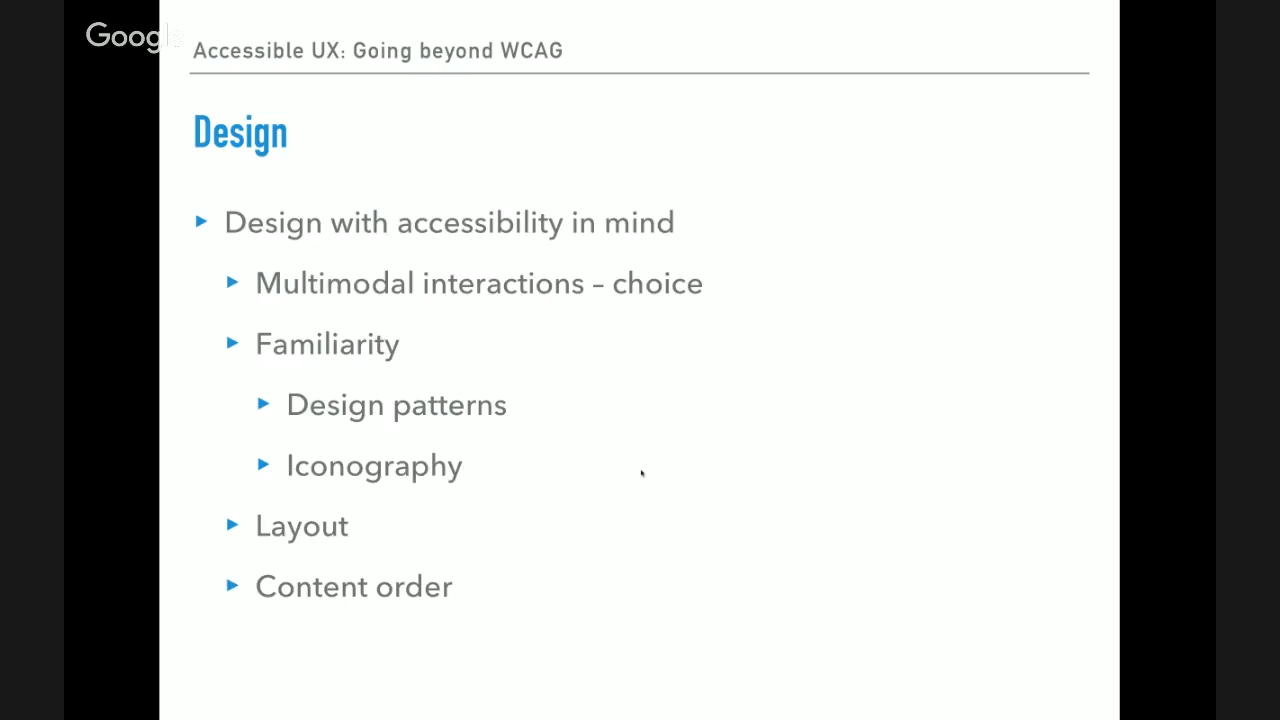 Google
Accessible UX: Going beyond WCAG
Design
Design with accessibility in mind
Multimodal interactions – choice
Familiarity
Design patterns
Iconography
Layout
Content order